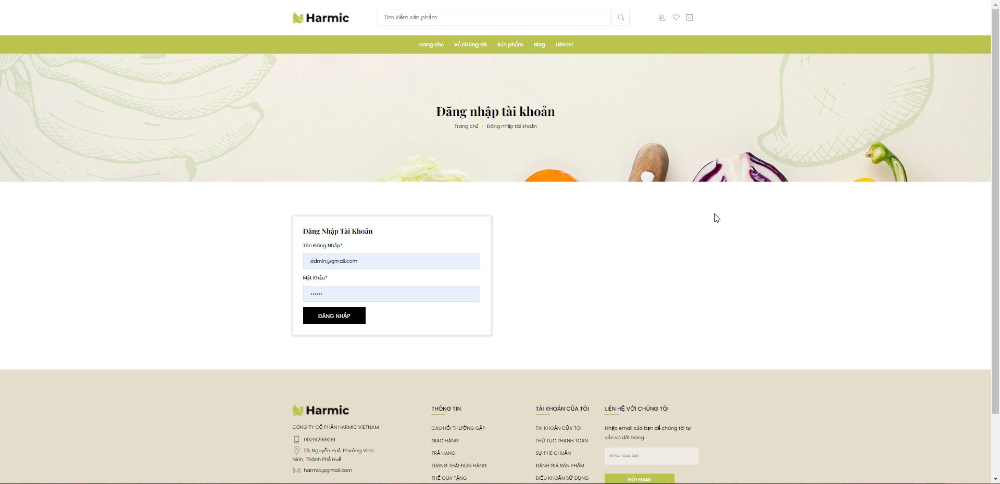 Harmic
Tìm kiếm sản phẩm
Trang chủ Về chúng tôi Sản phẩm Blog Liên hệ
Đăng nhập tài khoản
Trang chủ > Đăng nhập tài khoản
Đăng Nhập Tài Khoản
Tên Đăng Nhập*
admin@gmail.com
Mật Khẩu*
••••••
ĐĂNG NHẬP
Harmic
CÔNG TY CỔ PHẦN HARMIC VIETNAM
002912919291
23, Nguyễn Huệ, Phường Vĩnh
Ninh, Thành Phố Huế
harmic@gmail.com
THÔNG TIN
CÂU HỎI THƯỜNG GẶP
GIAO HÀNG
TRẢ HÀNG
TRẠNG THÁI ĐƠN HÀNG
THẺ QUÀ TẶNG
TÀI KHOẢN CỦA TÔI
TÀI KHOẢN CỦA TÔI
THỦ TỤC THANH TOÁN
SỰ PHÊ CHUẨN
ĐÁNH GIÁ SẢN PHẨM
ĐIỀU KHOẢN SỬ DỤNG
LIÊN HỆ VỚI CHÚNG TÔI
Nhập email của bạn để chúng tôi tư
vấn và đặt hàng
Email của bạn
GỬI EMAIL